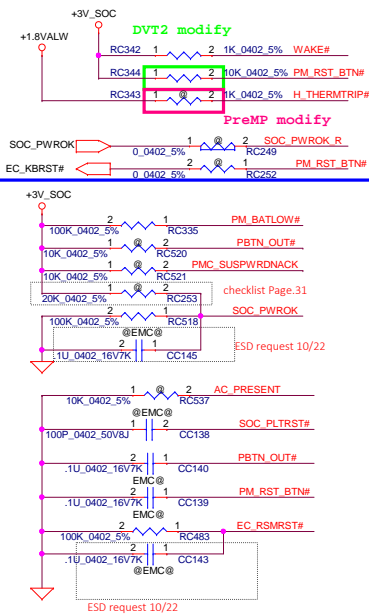 +3V_SOC
DVT2 modify
+1.8VALW
RC342 1 2 1K_0402_5% WAKE#
RC344 1 2 10K_0402_5% PM_RST_BTN#
RC343 1 @ 2 1K_0402_5% H_THERMTRIP#
PreMP modify
SOC_PWROK 1 @ 2 SOC_PWROK_R
0_0402_5% RC249
EC_KBRST# 1 @ 2 PM_RST_BTN#
0_0402_5% RC252
+3V_SOC
2 1 PM_BATLOW#
100K_0402_5% RC335
1 @ 2 PBTN_OUT#
10K_0402_5% RC520
1 @ 2 PMC_SUSPWRDNACK
10K_0402_5% RC521
1 @ 2 checklist Page.31
20K_0402_5% RC253
2 1 SOC_PWROK
100K_0402_5% RC518
@EMC@
2 1 ESD request 10/22
.1U_0402_16V7K CC145
1 @ 2 AC_PRESENT
10K_0402_5% RC537
@EMC@
2 1 SOC_PLTRST#
100P_0402_50V8J CC138
2 1 PBTN_OUT#
.1U_0402_16V7K CC140
EMC@
2 1 PM_RST_BTN#
.1U_0402_16V7K CC139
EMC@
2 1 EC_RSMRST#
100K_0402_5% RC483
2 1
.1U_0402_16V7K CC143
@EMC@
ESD request 10/22